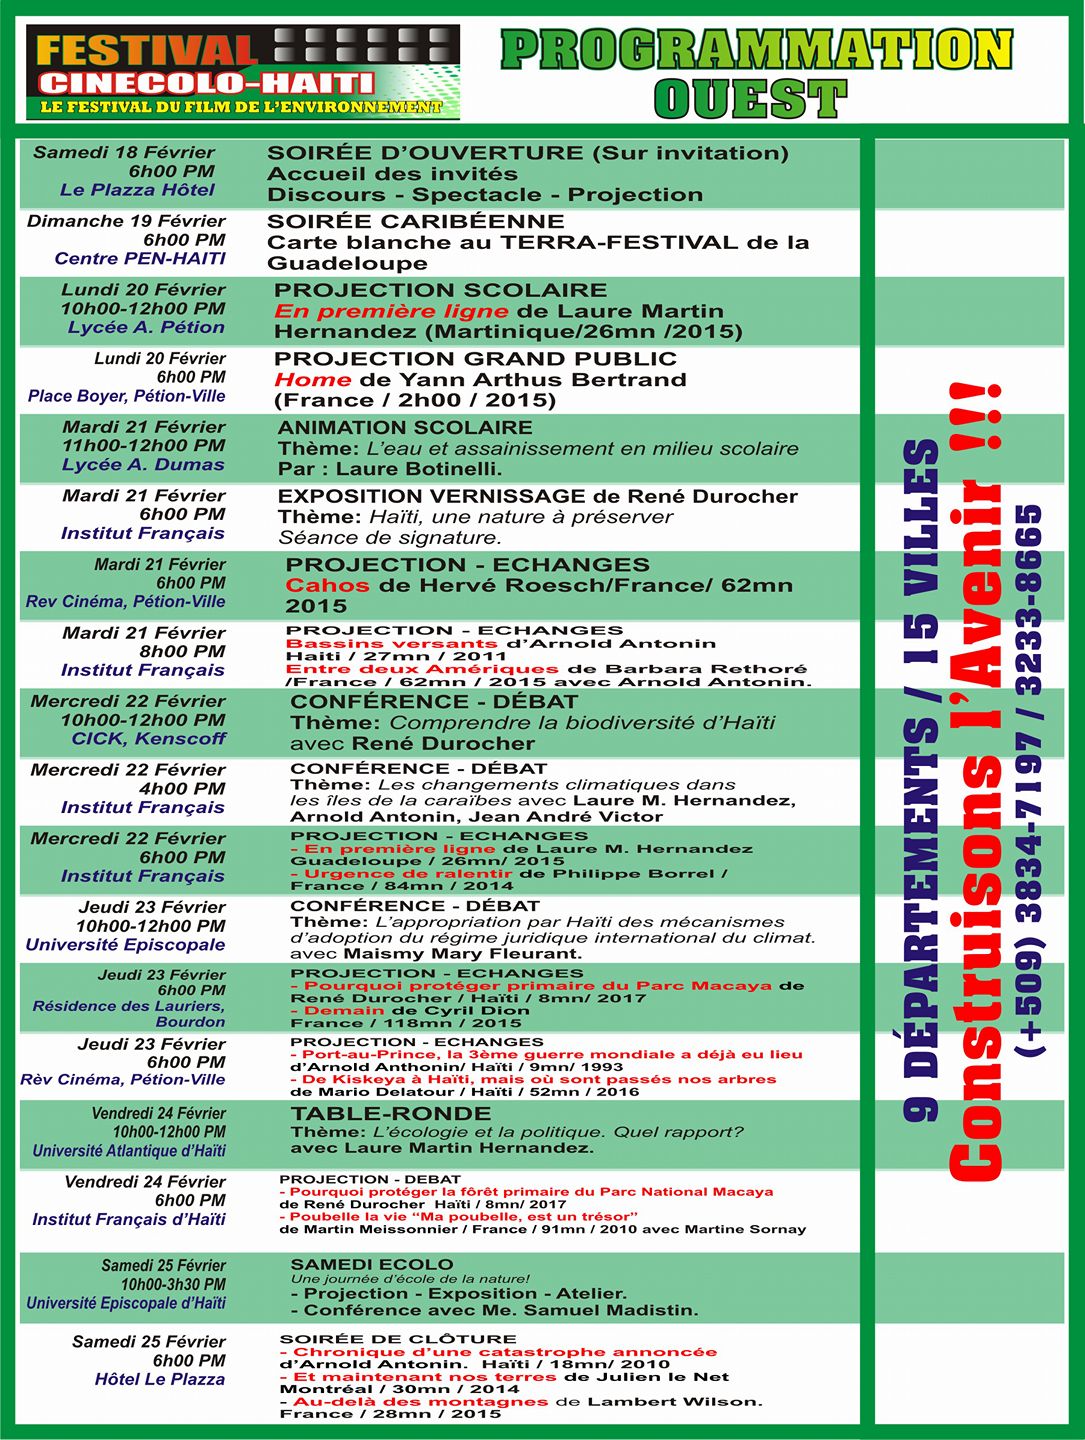 FESTIVAL
CINECOLO-HAITI
LE FESTIVAL DU FILM DE L'ENVIRONNEMENT
PROGRAMMATION
OUEST
Samedi 18 Février
6h00 PM
Le Plazza Hôtel
SOIRÉE D'OUVERTURE (Sur invitation)
Accueil des invités
Discours - Spectacle - Projection
Dimanche 19 Février
6h00 PM
Centre PEN-HAITI
SOIRÉE CARIBÉENNE
Carte blanche au TERRA-FESTIVAL de la
Guadeloupe
Lundi 20 Février
10h00-12h00 PM
Lycée A. Pétion
PROJECTION SCOLAIRE
En première ligne de Laure Martin
Hernandez (Martinique/26mn /2015)
Lundi 20 Février
6h00 PM
Place Boyer, Pétion-Ville
PROJECTION GRAND PUBLIC
Home de Yann Arthus Bertrand
(France / 2h00 / 2015)
Mardi 21 Février
11h00-12h00 PM
Lycée A. Dumas
ANIMATION SCOLAIRE
Thème: L'eau et assainissement en milieu scolaire
Par : Laure Botinelli.
Mardi 21 Février
6h00 PM
Institut Français
EXPOSITION VERNISSAGE de René Durocher
Thème: Haïti, une nature à préserver
Séance de signature.
Mardi 21 Février
6h00 PM
Rev Cinéma, Pétion-Ville
PROJECTION - ECHANGES
Cahos de Hervé Roesch/France/ 62mn
2015
Mardi 21 Février
8h00 PM
Institut Français
PROJECTION - ECHANGES
Bassins versants d'Arnold Antonin
Haiti / 27mn / 2011
Entre deux Amériques de Barbara Rethoré
/France / 62mn / 2015 avec Arnold Antonin.
Mercredi 22 Février
10h00-12h00 PM
CICK, Kenscoff
CONFÉRENCE - DÉBAT
Thème: Comprendre la biodiversité d'Haïti
avec René Durocher
Mercredi 22 Février
4h00 PM
Institut Français
CONFÉRENCE - DÉBAT
Thème: Les changements climatiques dans
les îles de la caraïbes avec Laure M. Hernandez,
Arnold Antonin, Jean André Victor
Mercredi 22 Février
6h00 PM
Institut Français
PROJECTION - ECHANGES
- En première ligne de Laure M. Hernandez
Guadeloupe / 26mn/ 2015
- Urgence de ralentir de Philippe Borrel /
France / 84mn / 2014
Jeudi 23 Février
10h00-12h00 PM
Université Episcopale
CONFÉRENCE - DÉBAT
Thème: L'appropriation par Haïti des mécanismes
d'adoption du régime juridique international du climat.
avec Maismy Mary Fleurant.
Jeudi 23 Février
6h00 PM
Résidence des Lauriers,
Bourdon
PROJECTION - ECHANGES
- Pourquoi protéger primaire du Parc Macaya de
René Durocher / Haïti / 8mn/ 2017
- Demain de Cyril Dion
France / 118mn / 2015
Jeudi 23 Février
6h00 PM
Rèv Cinéma, Pétion-Ville
PROJECTION - ECHANGES
- Port-au-Prince, la 3ème guerre mondiale a déjà eu lieu
d'Arnold Anthonin/ Haïti / 9mn/ 1993
- De Kiskeya à Haïti, mais où sont passés nos arbres
de Mario Delatour / Haïti / 52mn / 2016
Vendredi 24 Février
10h00-12h00 PM
Université Atlantique d'Haïti
TABLE-RONDE
Thème: L'écologie et la politique. Quel rapport?
avec Laure Martin Hernandez.
Vendredi 24 Février
6h00 PM
Institut Français d'Haïti
PROJECTION - DEBAT
- Pourquoi protéger la fôrêt primaire du Parc National Macaya
de René Durocher Haïti / 8mn/ 2017
- Poubelle la vie "Ma poubelle, est un trésor"
de Martin Meissonnier / France / 91mn / 2010 avec Martine Sornay
Samedi 25 Février
10h00-3h30 PM
Université Episcopale d'Haïti
SAMEDI ECOLO
Une journée d'école de la nature!
- Projection - Exposition - Atelier.
- Conférence avec Me. Samuel Madistin.
Samedi 25 Février
6h00 PM
Hôtel Le Plazza
SOIRÉE DE CLÔTURE
- Chronique d'une catastrophe annoncée
d'Arnold Antonin. Haïti / 18mn/ 2010
- Et maintenant nos terres de Julien le Net
Montréal / 30mn / 2014
- Au-delà des montagnes de Lambert Wilson.
France / 28mn / 2015
9 DÉPARTEMENTS / 15 VILLES
Construisons l'Avenir !!!
(+509) 3834-7197 / 3233-8665